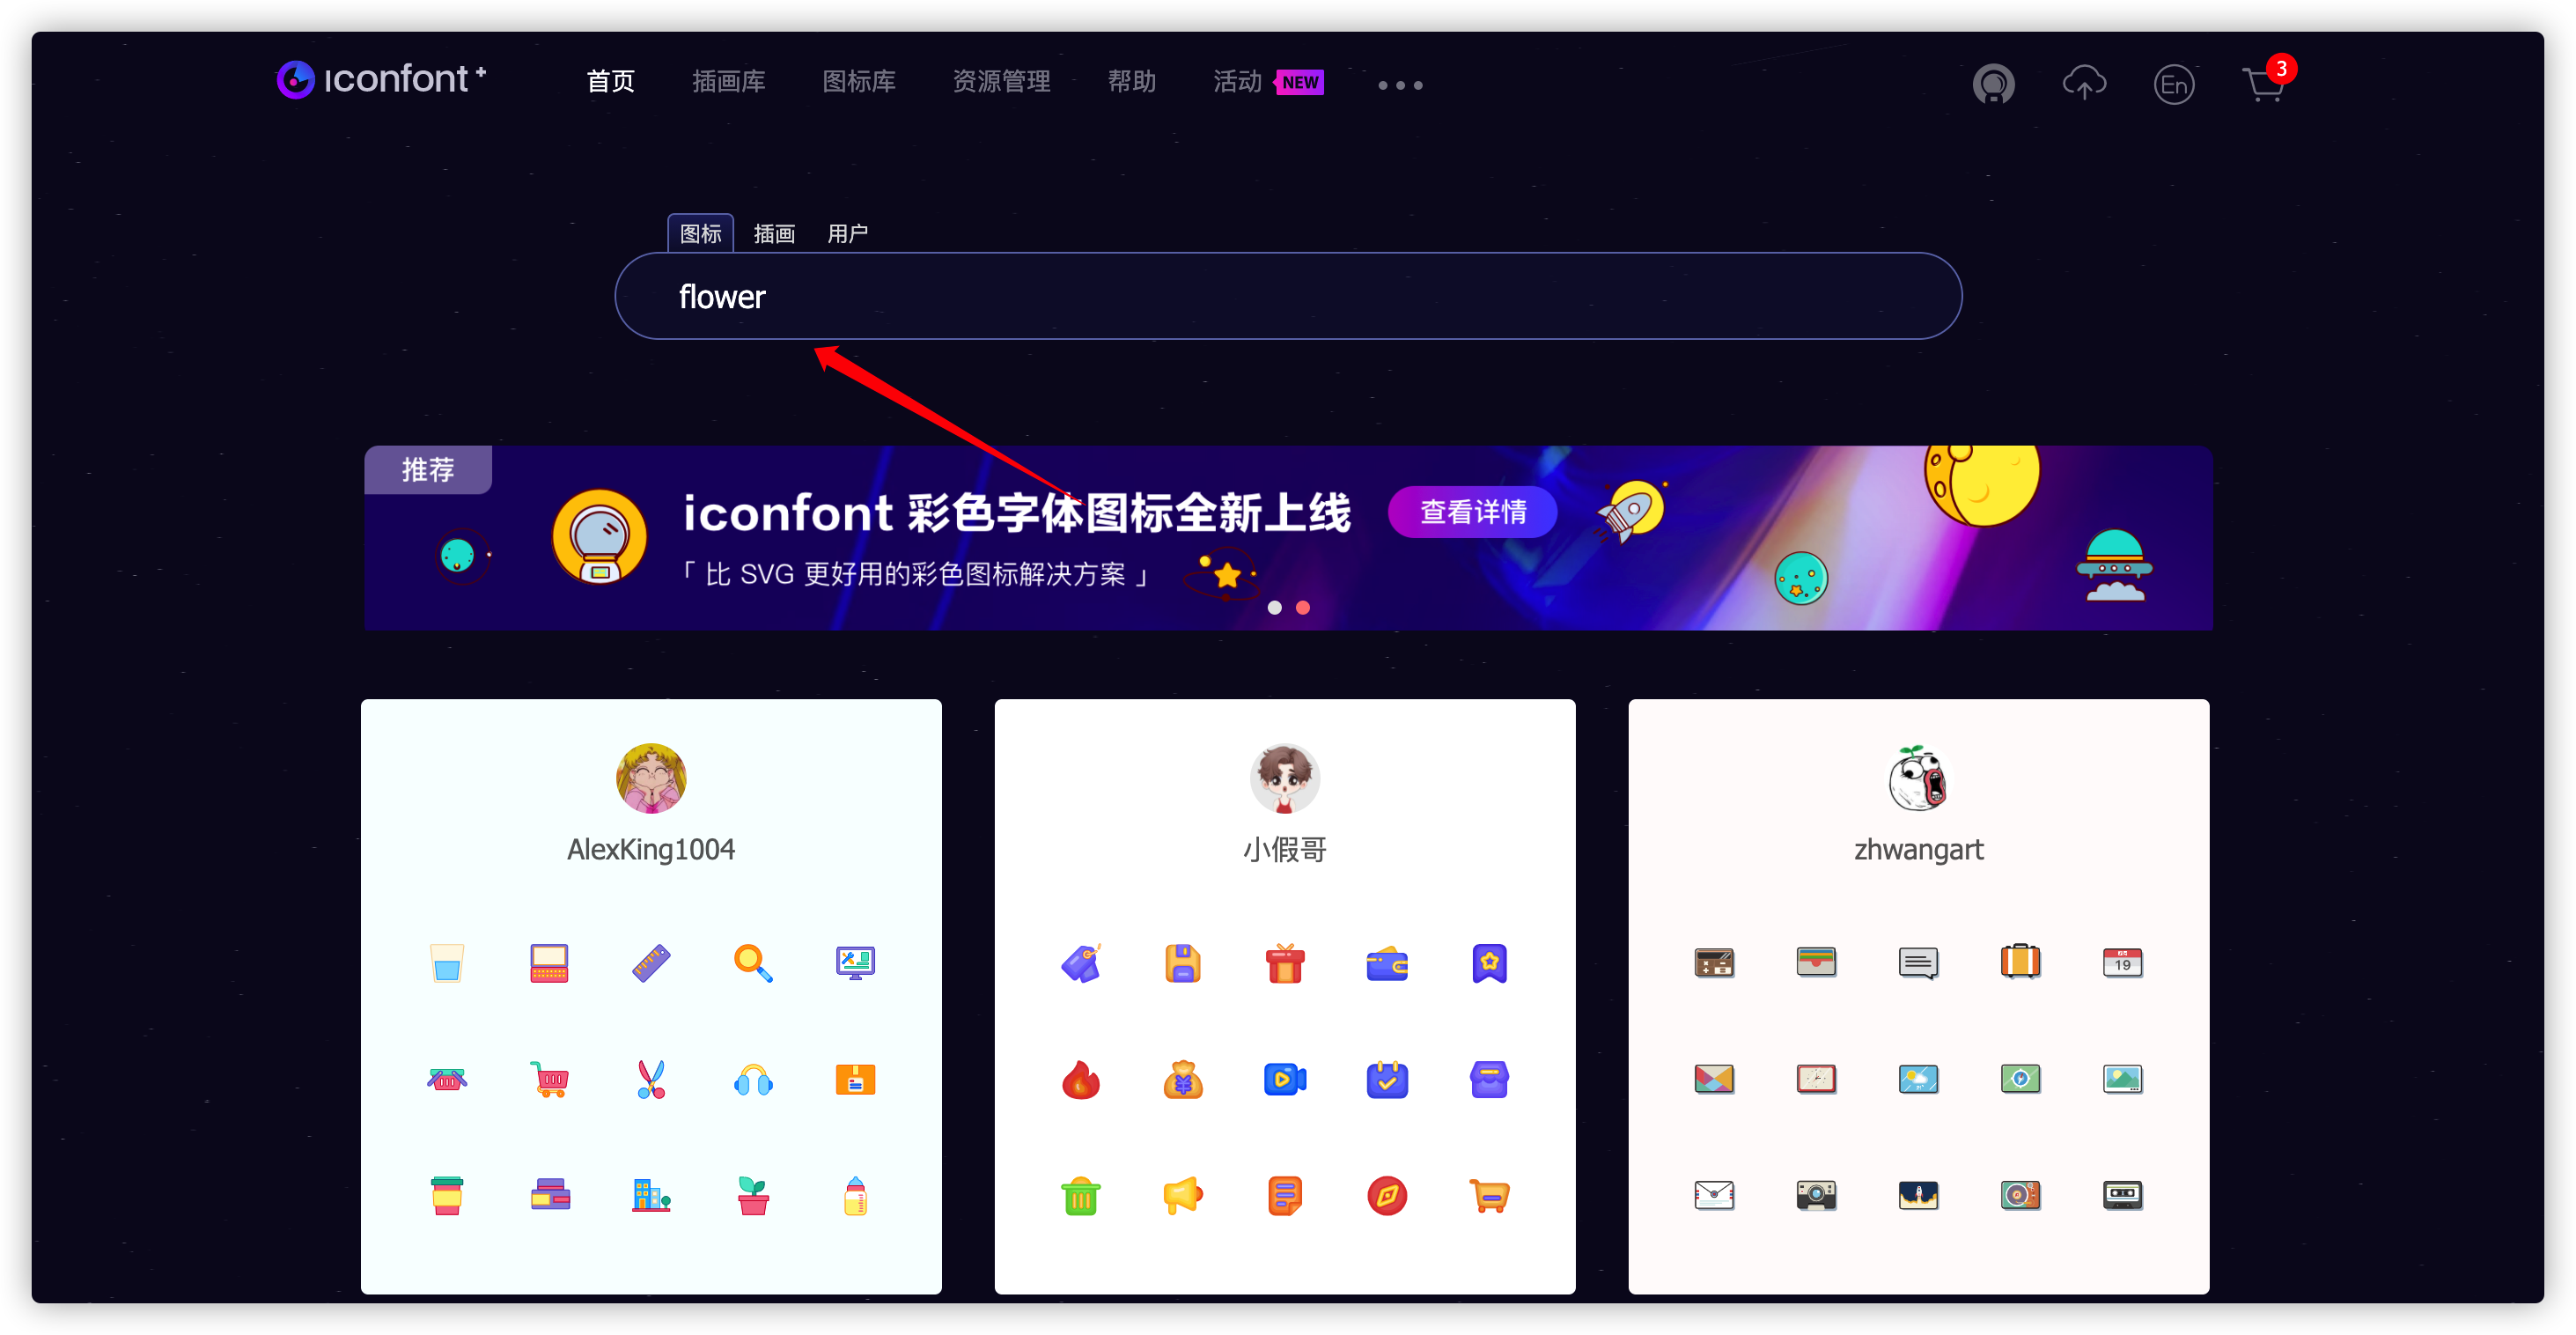 iconfont+
首页 插画库 图标库 资源管理 帮助 活动 NEW
En 3
图标 插画 用户
flower
推荐
iconfont 彩色字体图标全新上线
查看详情
「 比 SVG 更好用的彩色图标解决方案 」
AlexKing1004
小假哥
zhwangart
19